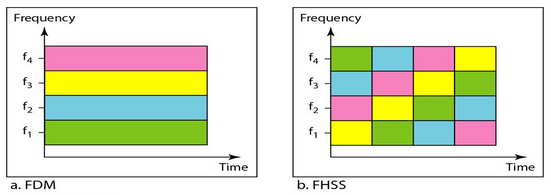 Frequency
f4
f3
f2
f1
Time
a. FDM
Frequency
f4
f3
f2
f1
Time
b. FHSS